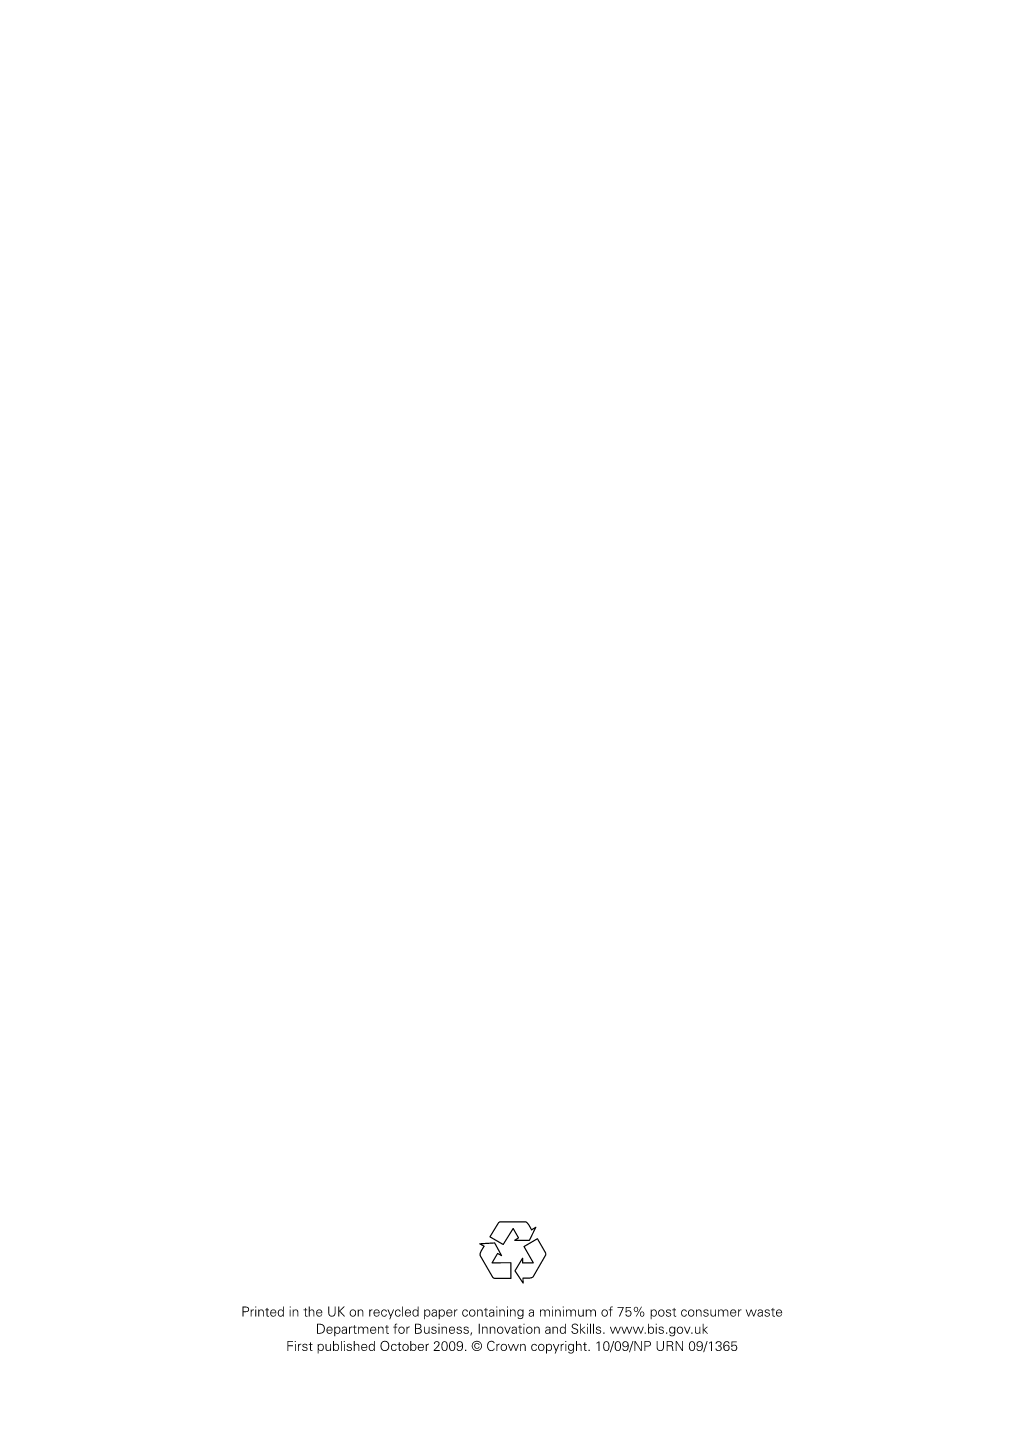 Printed in the UK on recycled paper containing a minimum of 75% post consumer waste
Department for Business, Innovation and Skills. www.bis.gov.uk
First published October 2009. © Crown copyright. 10/09/NP URN 09/1365